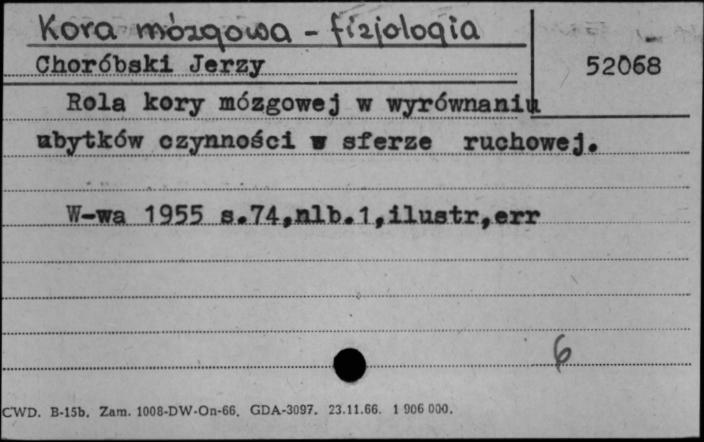 Kora mózgowa - fizjologia
Choróbski Jerzy
52068
Rola kory mózgowej w wyrównaniu
ubytków czynności w sferze ruchowej.
W-wa 1955 s.74,nlb.1,ilustr,err
6
CWD. B-15b. Zam. 1008-DW-On-66. GDA-3097. 23.11.66. 1 906 000.